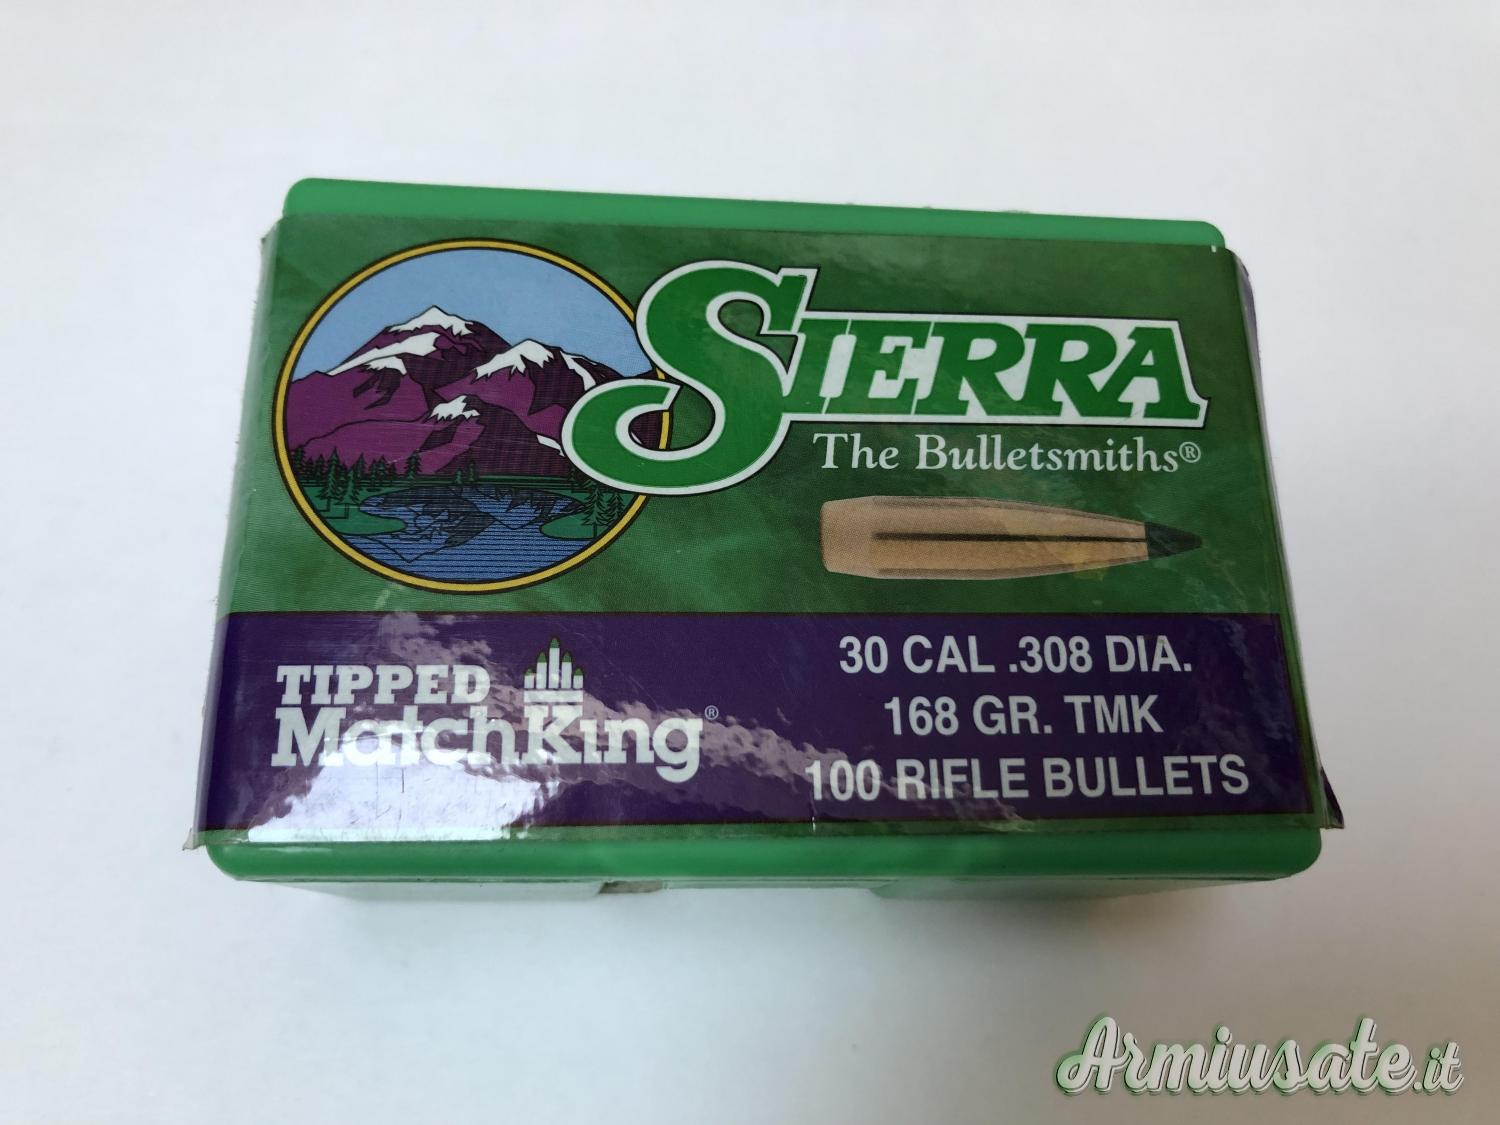 SIERRA
The Bulletsmiths®
TIPPED
MatchKing®
30 CAL .308 DIA.
168 GR. TMK
100 RIFLE BULLETS
Armiusate.it